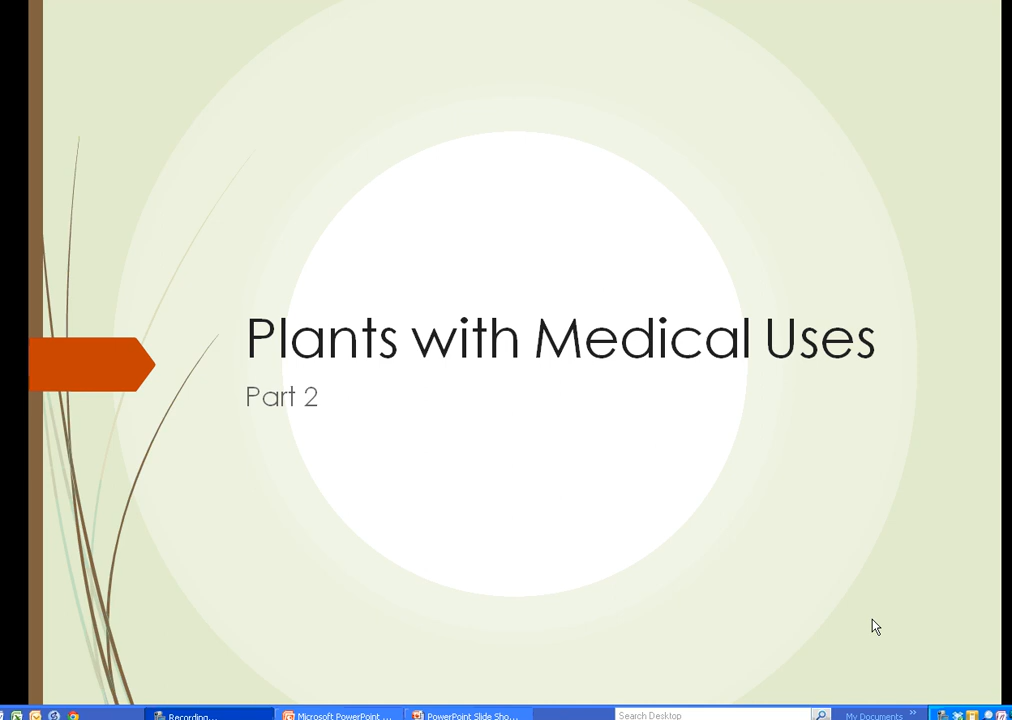 Plants with Medical Uses
Part 2
Recording...
Microsoft PowerPoint ...
PowerPoint Slide Sho...
Search Desktop
My Documents